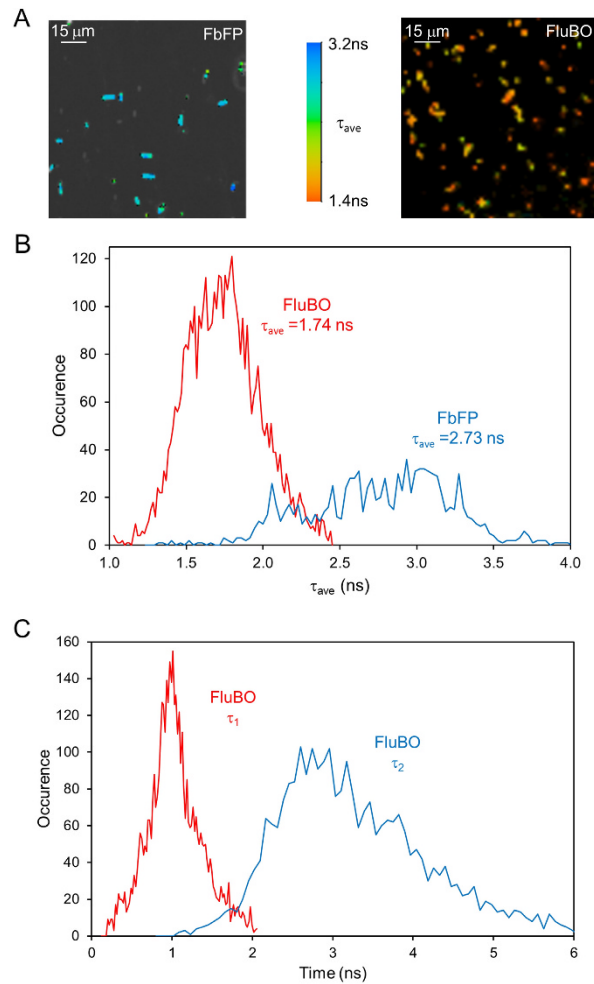 A
15 µm
FbFP
3.2ns
τave
1.4ns
15 µm
FluBO
B
120
100
80
60
40
20
0
Occurence
FluBO
τave =1.74 ns
FbFP
τave =2.73 ns
1.0
1.5
2.0
2.5
3.0
3.5
4.0
τave (ns)
C
160
140
120
100
80
60
40
20
0
Occurence
FluBO
τ1
FluBO
τ2
0
1
2
3
4
5
6
Time (ns)